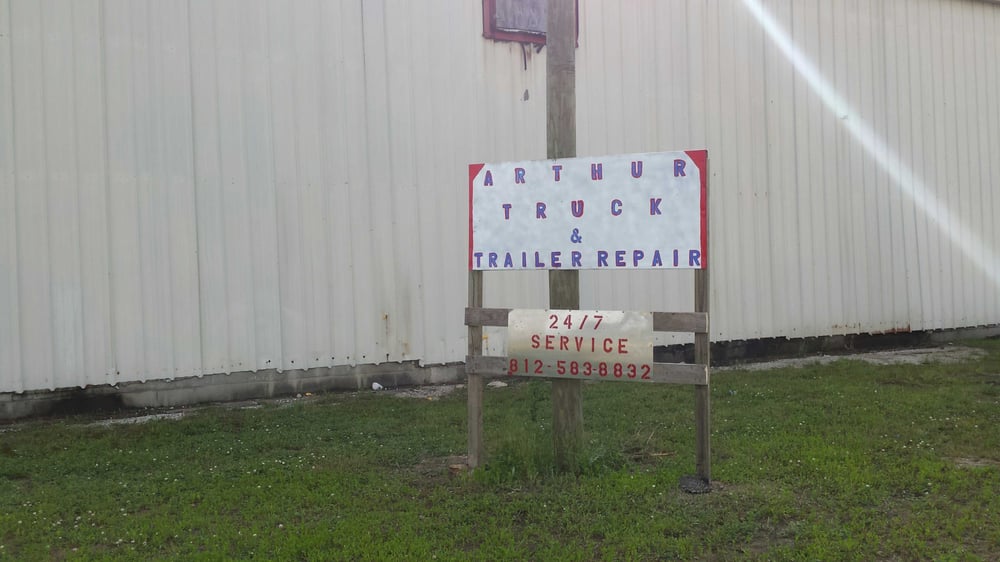 ARTHUR
TRUCK
&
TRAILER REPAIR
24/7
SERVICE
812-583-8832